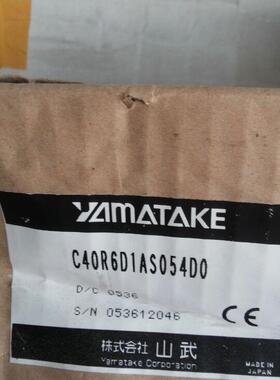 YAMATAKE
C40R6D1AS054D0
D/C 0536
S/N 053612046
CE
株式会社 山 武
Yamatake Corporation
MADE IN
JAPAN